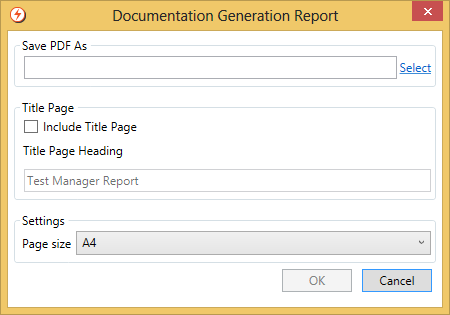 Documentation Generation Report
Save PDF As
Select
Title Page
Include Title Page
Title Page Heading
Test Manager Report
Settings
Page size A4
OK Cancel